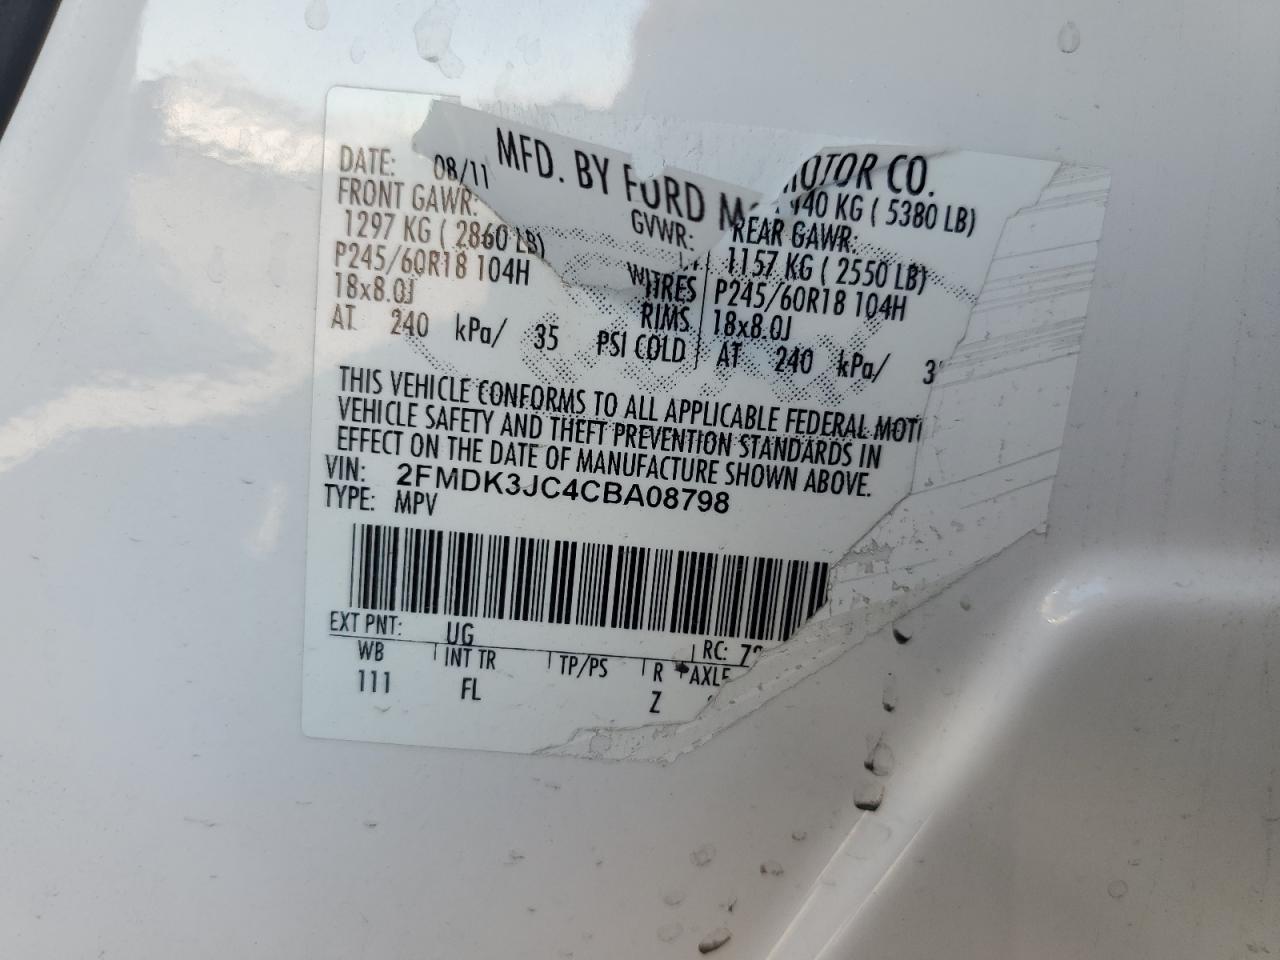 MFD. BY FORD MOTOR CO.
DATE: 08/11 GVWR: 5380 LB)
FRONT GAWR: REAR GAWR:
1297 KG ( 2860 LB) 1157 KG ( 2550 LB)
P245/60R18 104H TIRES P245/60R18 104H
18x8.0J RIMS 18x8.0J
AT 240 kPa/ 35 PSI COLD AT 240 kPa/
THIS VEHICLE CONFORMS TO ALL APPLICABLE FEDERAL MOT
VEHICLE SAFETY AND THEFT PREVENTION STANDARDS IN
EFFECT ON THE DATE OF MANUFACTURE SHOWN ABOVE.
VIN: 2FMDK3JC4CBA08798
TYPE: MPV
EXT PNT: UG RC:
WB INT TR TP/PS R AXLE
111 FL Z